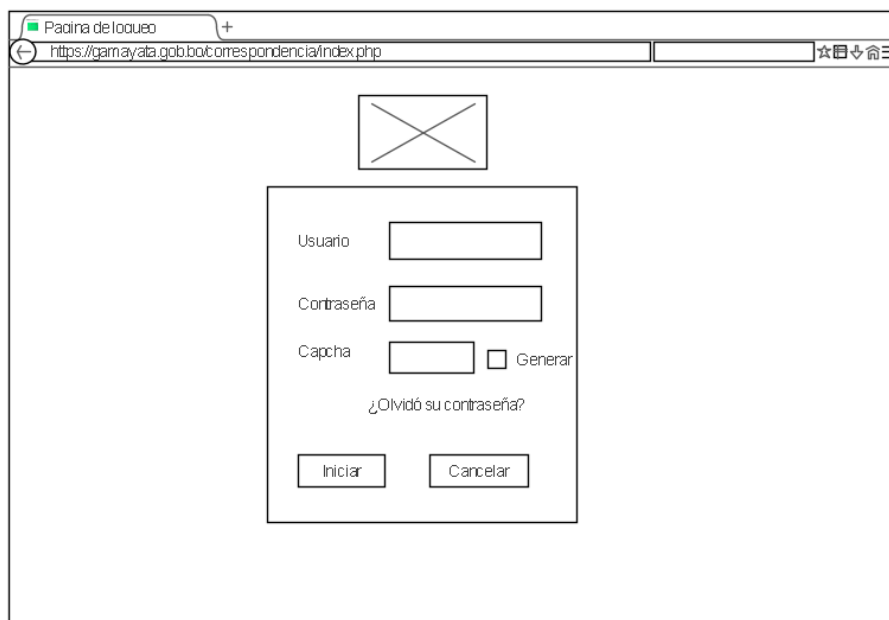 Pagina de logueo
https://gamayata.gob.bo/correspondencia/index.php
Usuario
Contraseña
Capcha
Generar
¿Olvidó su contraseña?
Iniciar
Cancelar